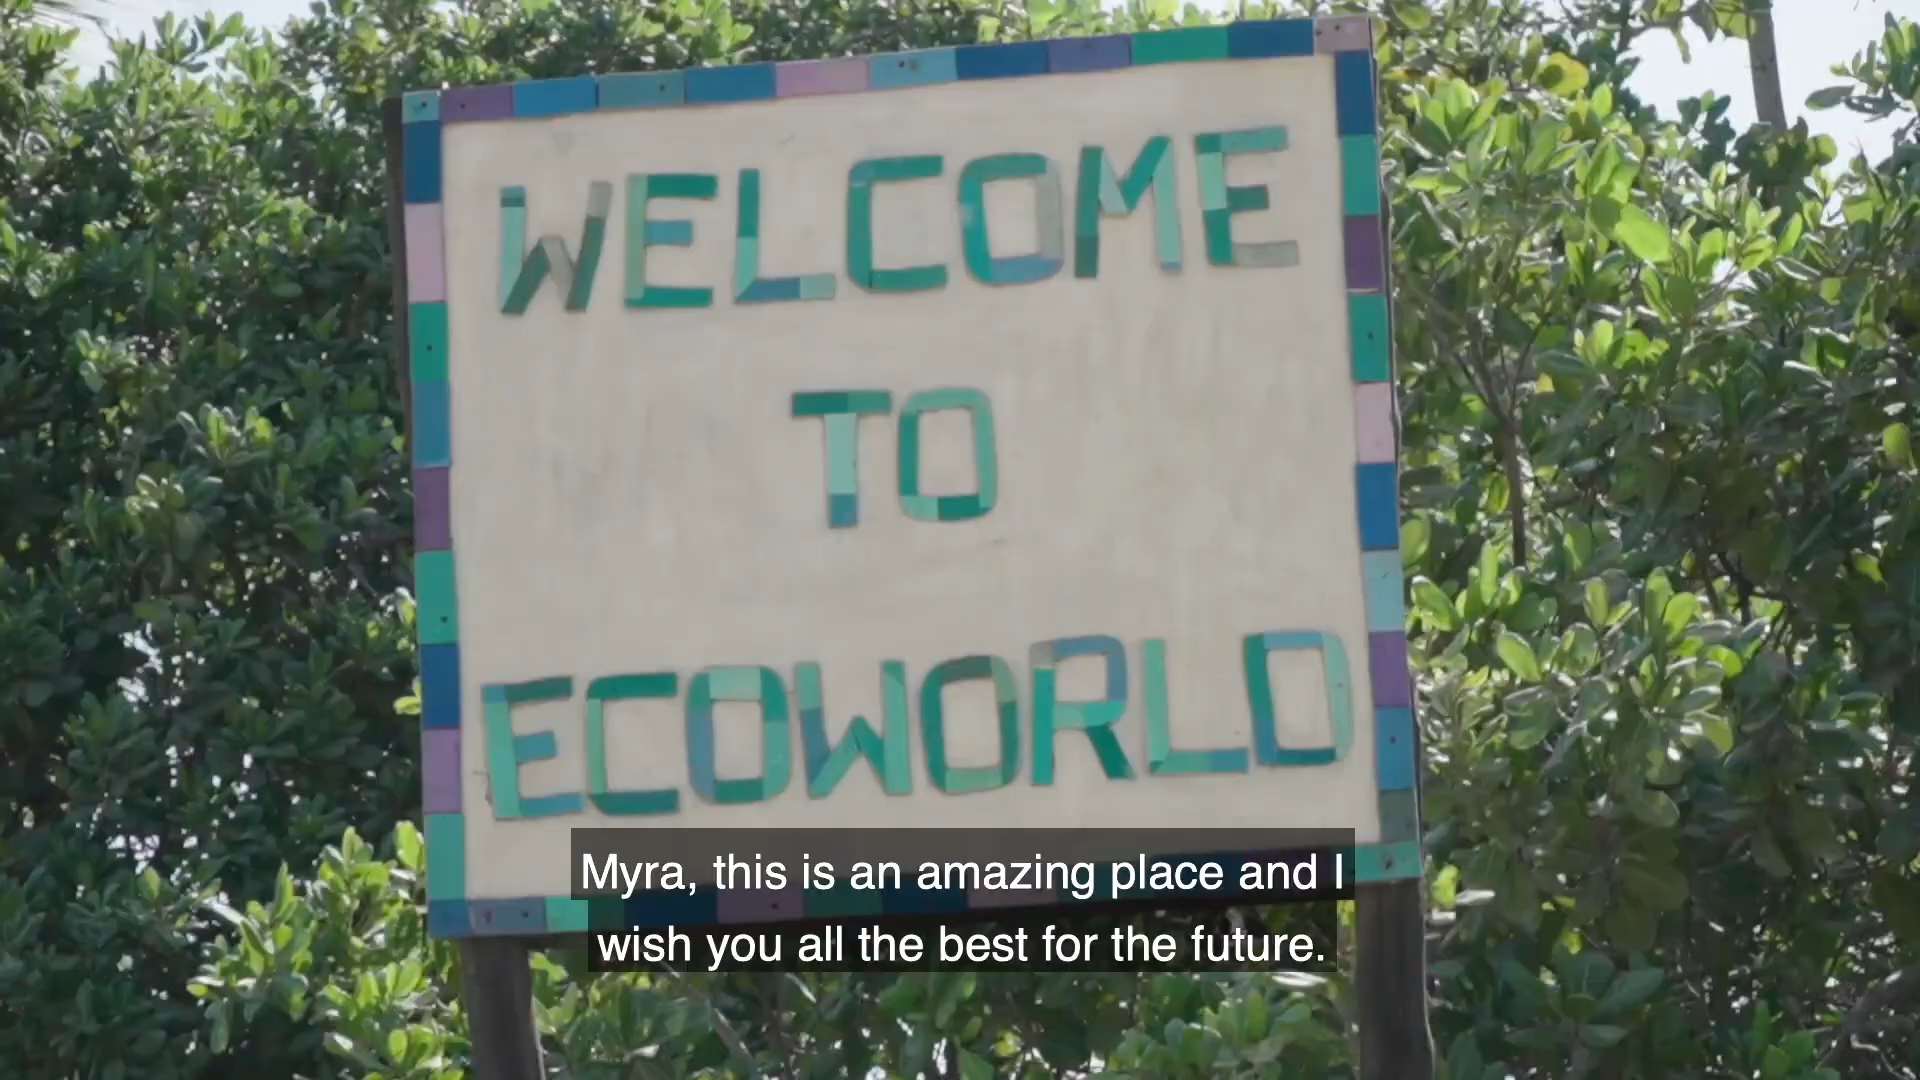 WELCOME
TO
ECOWORLD
Myra, this is an amazing place and I
wish you all the best for the future.